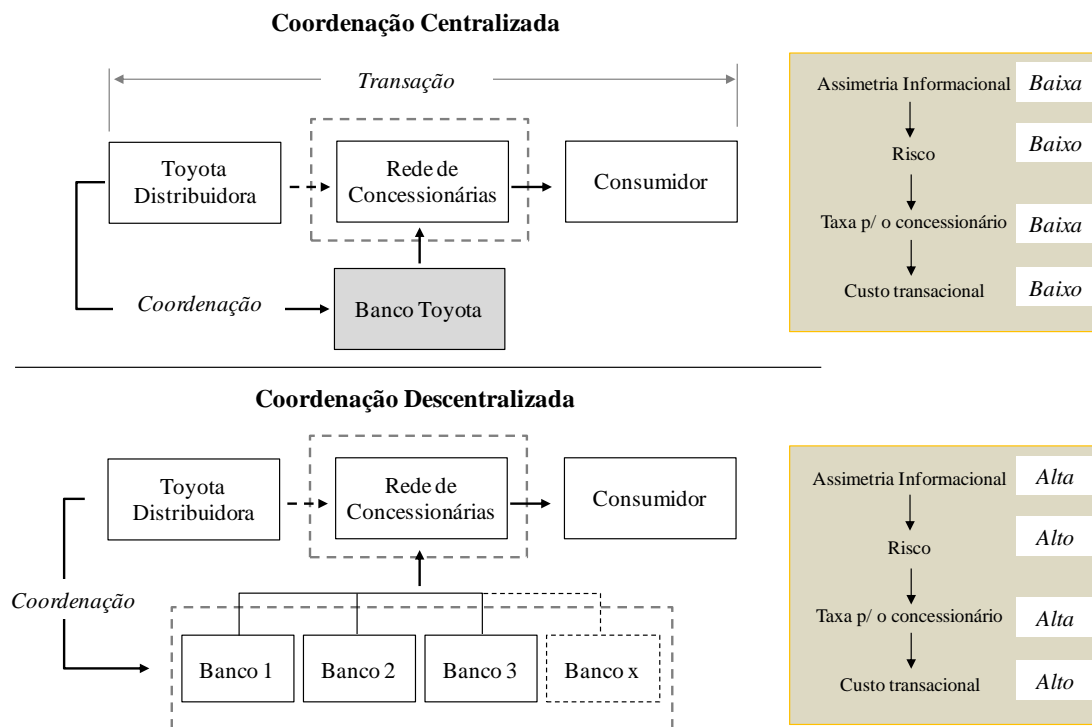 Coordenação Centralizada
Transação
Toyota
Distribuidora
Rede de
Concessionárias
Consumidor
Coordenação
Banco Toyota
Assimetria Informacional
Baixa
Risco
Baixo
Taxa p/ o concessionário
Baixa
Custo transacional
Baixo
Coordenação Descentralizada
Toyota
Distribuidora
Rede de
Concessionárias
Consumidor
Coordenação
Banco 1
Banco 2
Banco 3
Banco x
Assimetria Informacional
Alta
Risco
Alto
Taxa p/ o concessionário
Alta
Custo transacional
Alto